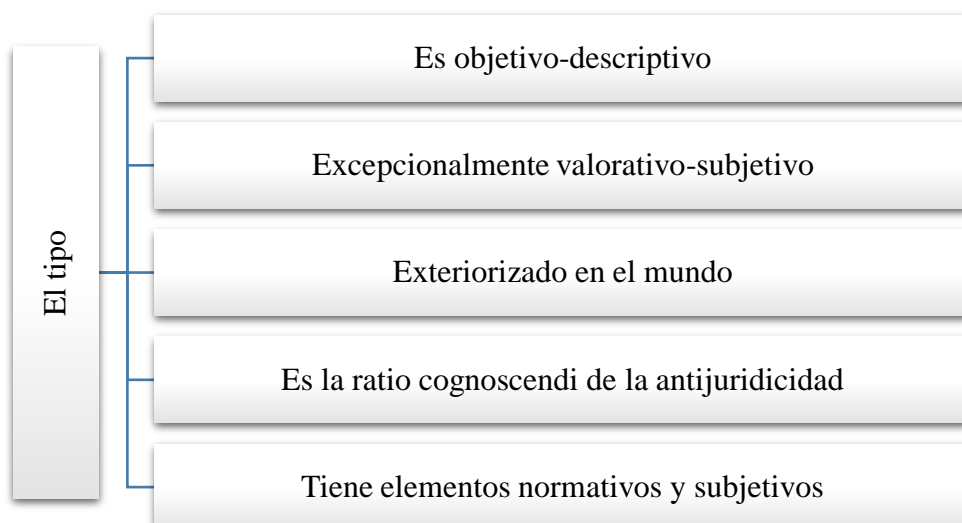 El tipo
Es objetivo-descriptivo
Excepcionalmente valorativo-subjetivo
Exteriorizado en el mundo
Es la ratio cognoscendi de la antijuridicidad
Tiene elementos normativos y subjetivos